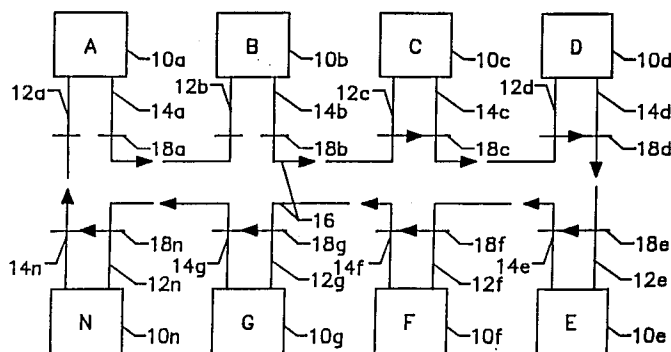 A 10a B 10b C 10c D 10d
12a 14a 12b 14b 12c 14c 12d 14d
18a 18b 18c 18d
16
18n 18g 18f 18e
14n 12n 14g 12g 14f 12f 14e 12e
N 10n G 10g F 10f E 10e